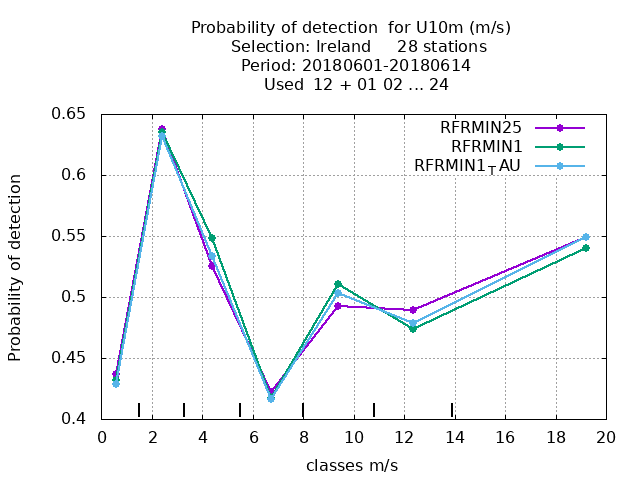 Probability of detection  for U10m (m/s)
Selection: Ireland     28 stations
Period: 20180601-20180614
Used  12 + 01 02 ... 24
RFRMIN25
RFRMIN1
RFRMIN1TAU
Probability of detection
0.65
0.6
0.55
0.5
0.45
0.4
0 2 4 6 8 10 12 14 16 18 20
classes m/s